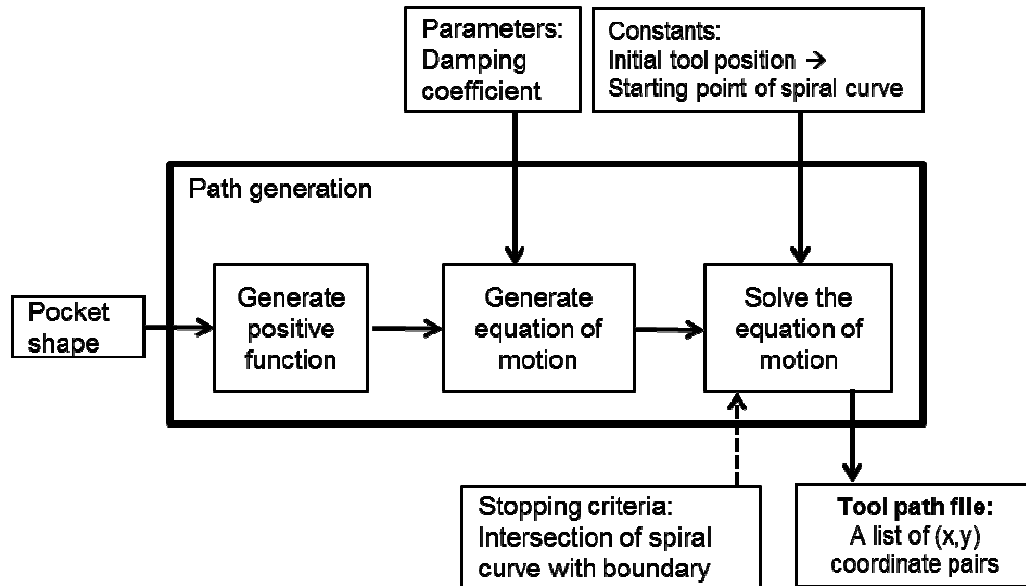 Parameters:
Damping
coefficient
Constants:
Initial tool position →
Starting point of spiral curve
Path generation
Pocket
shape
Generate
positive
function
Generate
equation of
motion
Solve the
equation of
motion
Stopping criteria:
Intersection of spiral
curve with boundary
Tool path file:
A list of (x,y)
coordinate pairs